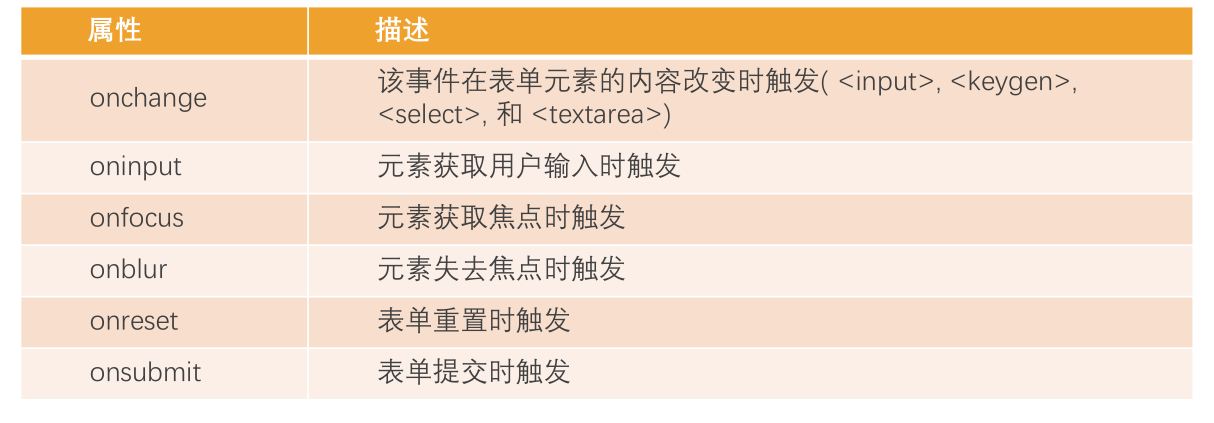 属性 描述
onchange 该事件在表单元素的内容改变时触发( <input>, <keygen>,
<select>, 和 <textarea>)
oninput 元素获取用户输入时触发
onfocus 元素获取焦点时触发
onblur 元素失去焦点时触发
onreset 表单重置时触发
onsubmit 表单提交时触发